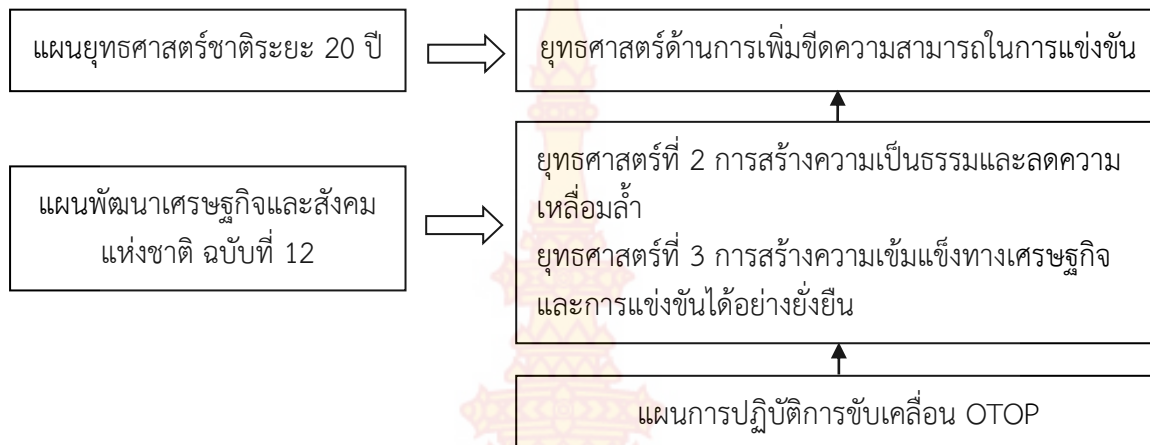 แผนยุทธศาสตร์ชาติระยะ 20 ปี
ยุทธศาสตร์ด้านการเพิ่มขีดความสามารถในการแข่งขัน
แผนพัฒนาเศรษฐกิจและสังคม
แห่งชาติ ฉบับที่ 12
ยุทธศาสตร์ที่ 2 การสร้างความเป็นธรรมและลดความ
เหลื่อมล้ำ
ยุทธศาสตร์ที่ 3 การสร้างความเข้มแข็งทางเศรษฐกิจ
และการแข่งขันได้อย่างยั่งยืน
แผนการปฏิบัติการขับเคลื่อน OTOP